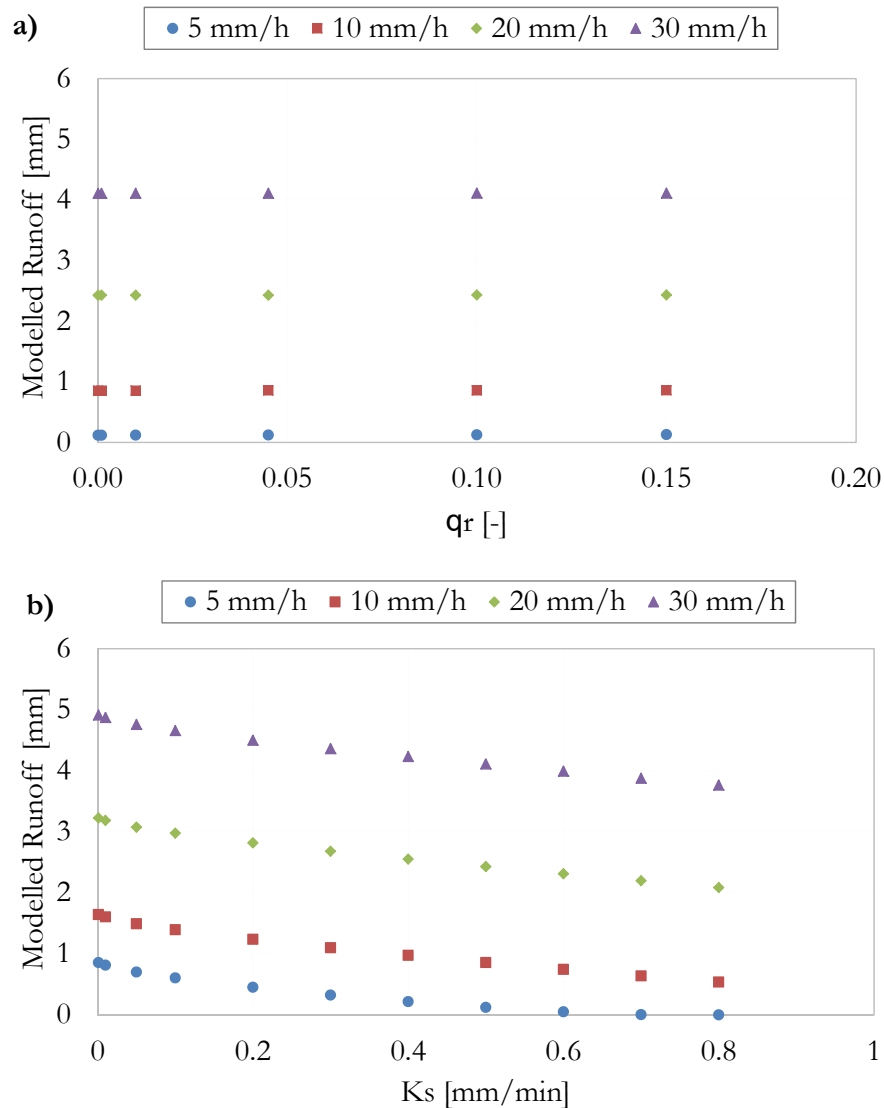 a)
5 mm/h 10 mm/h 20 mm/h 30 mm/h
6
5
4
3
2
1
0
Modelled Runoff [mm]
0.00 0.05 0.10 0.15 0.20
qr [-]
b)
5 mm/h 10 mm/h 20 mm/h 30 mm/h
6
5
4
3
2
1
0
Modelled Runoff [mm]
0 0.2 0.4 0.6 0.8 1
Ks [mm/min]